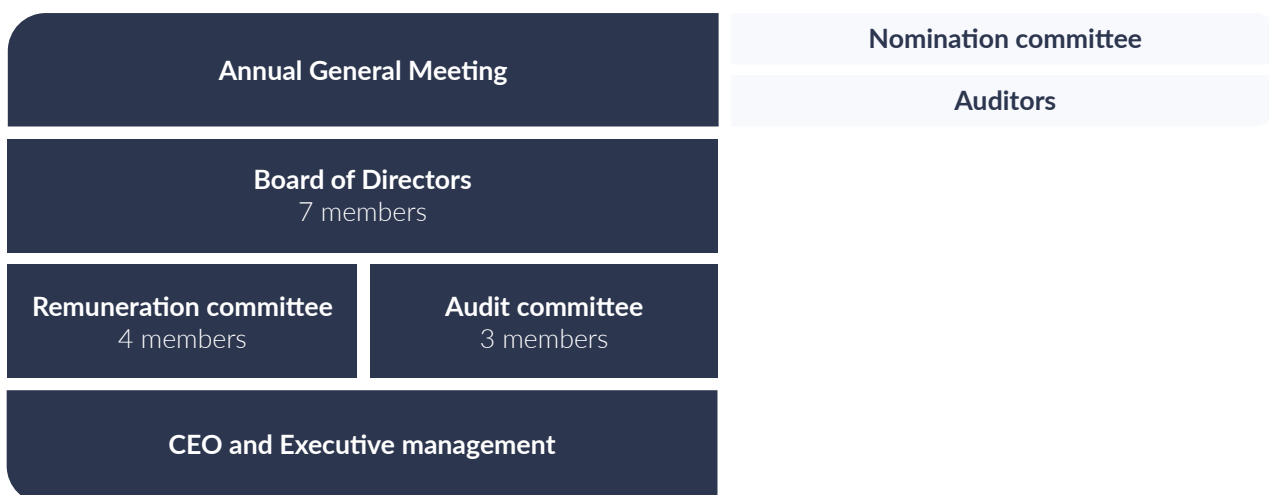 Annual General Meeting
Nomination committee
Auditors
Board of Directors
7 members
Remuneration committee
4 members
Audit committee
3 members
CEO and Executive management